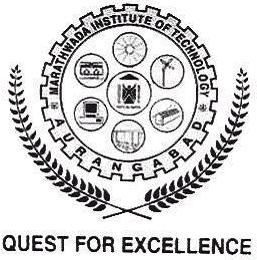 MARATHWADA INSTITUTE OF TECHNOLOGY
AURANGABAD
QUEST FOR EXCELLENCE